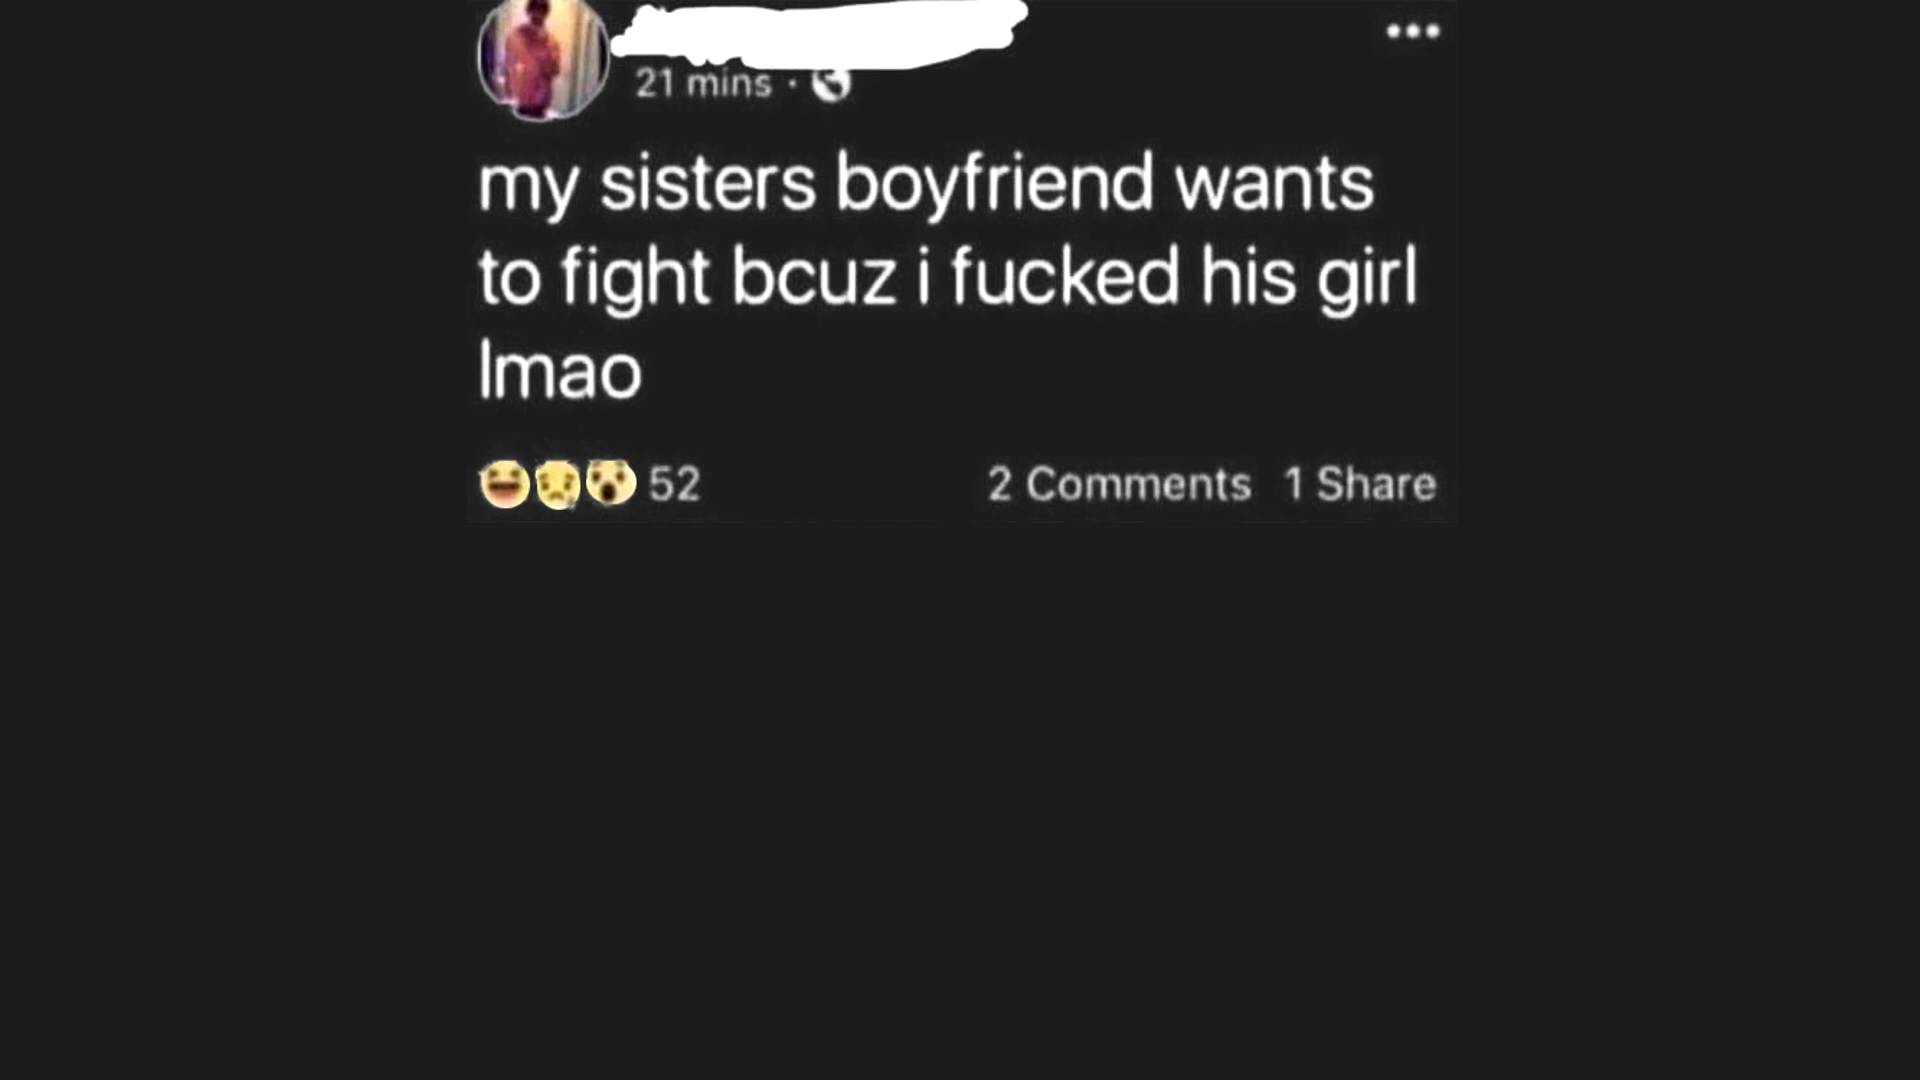 21 mins ·
my sisters boyfriend wants
to fight bcuz i fucked his girl
lmao
52 2 Comments 1 Share